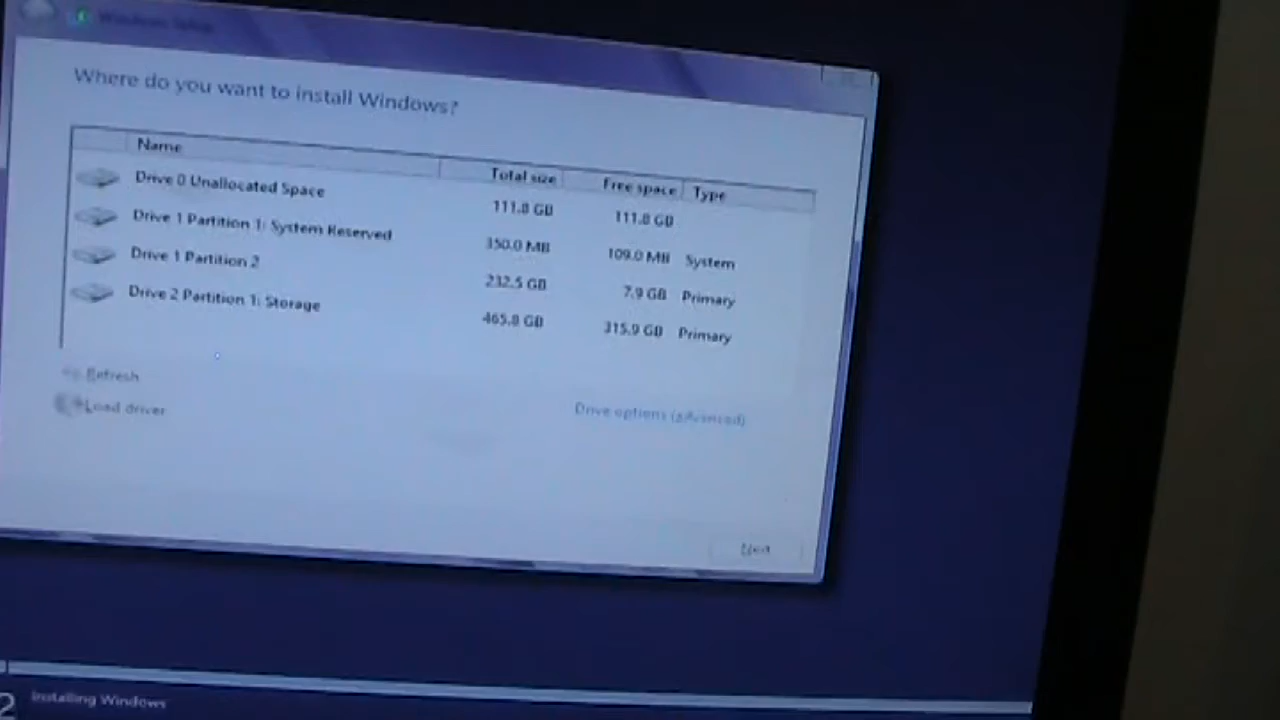 Windows Setup
Where do you want to install Windows?
Name Total size Free space Type
Drive 0 Unallocated Space 111.8 GB 111.8 GB
Drive 1 Partition 1: System Reserved 350.0 MB 109.0 MB System
Drive 1 Partition 2 232.5 GB 7.9 GB Primary
Drive 2 Partition 1: Storage 465.8 GB 315.9 GB Primary
Refresh
Load driver
Drive options (advanced)
Next
2 Installing Windows